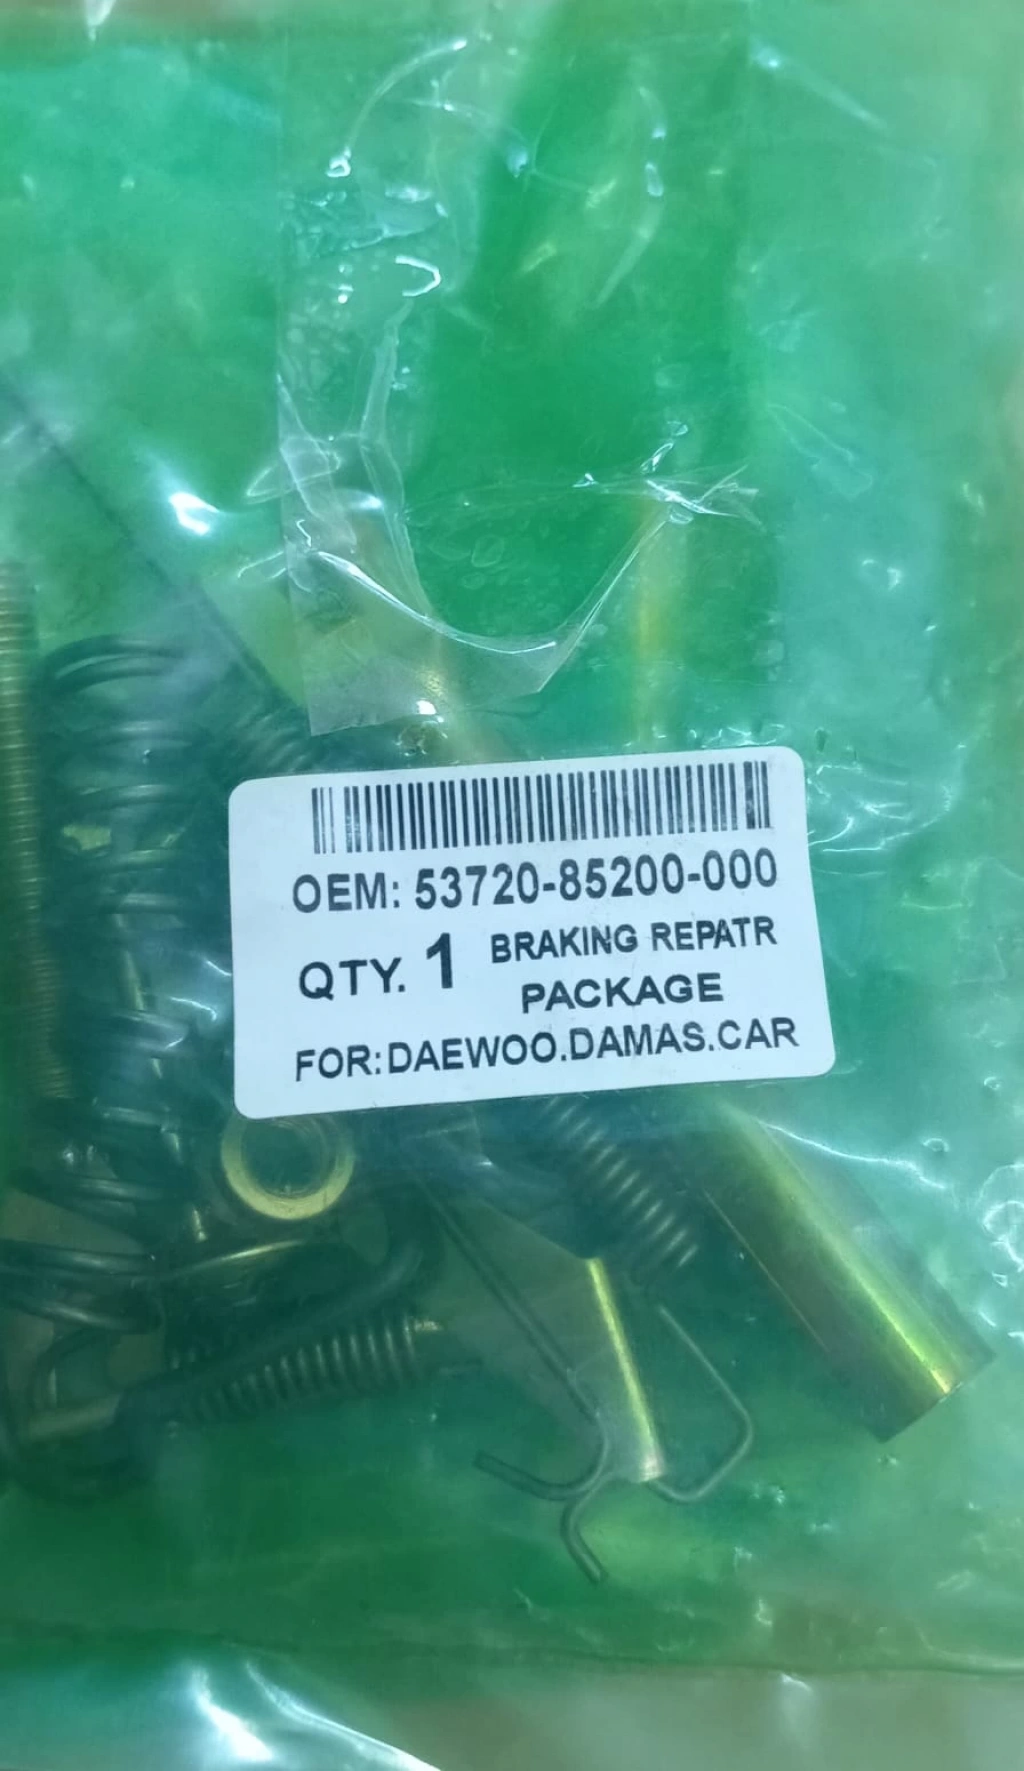 OEM: 53720-85200-000
QTY. 1 BRAKING REPATR
PACKAGE
FOR:DAEWOO.DAMAS.CAR